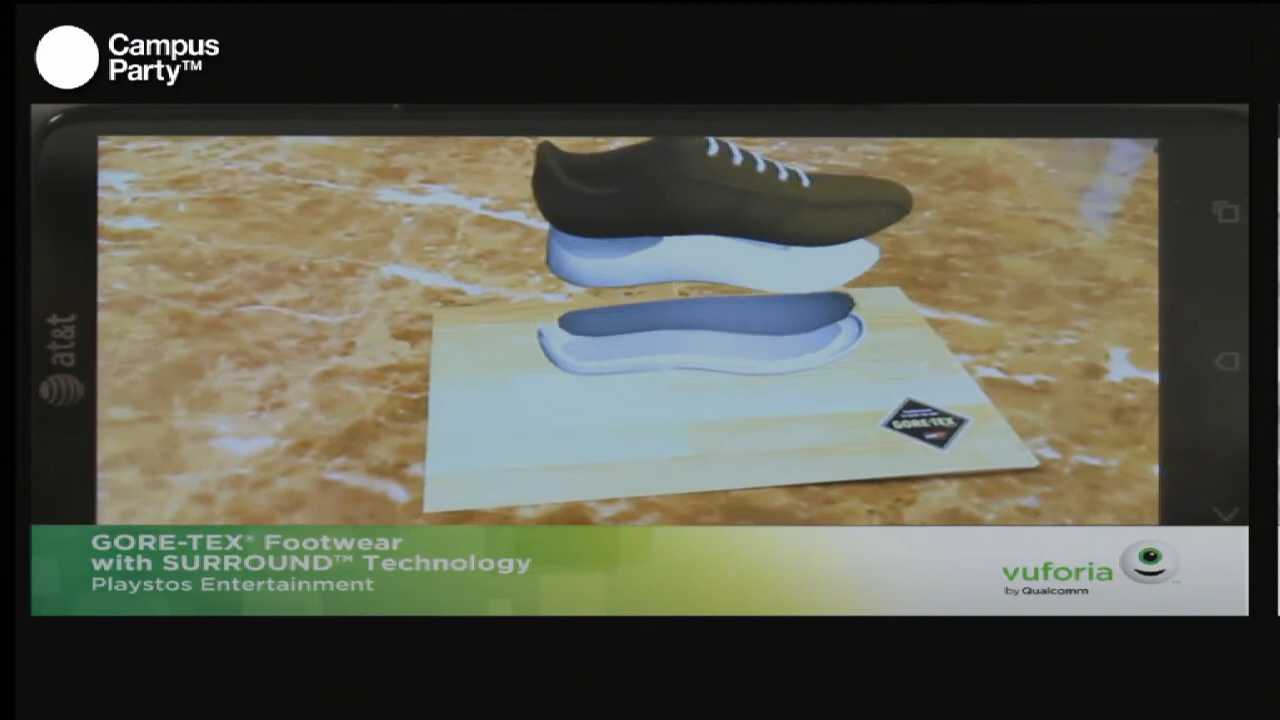 Campus
Party™
at&t
GORE-TEX
GORE-TEX® Footwear
with SURROUND™ Technology
Playstos Entertainment
vuforia
by Qualcomm